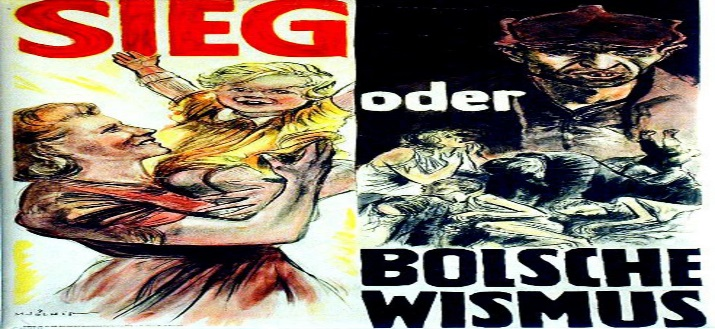 SIEG
oder
BOLSCHE
WISMUS